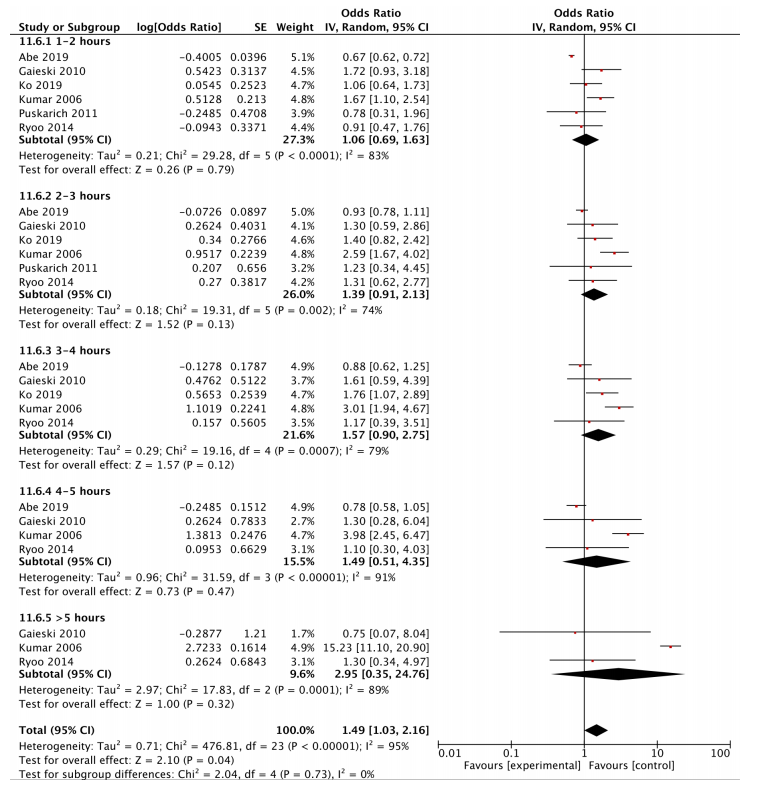 Odds Ratio Odds Ratio
Study or Subgroup log[Odds Ratio] SE Weight IV, Random, 95% CI IV, Random, 95% CI
11.6.1 1-2 hours
Abe 2019 -0.4005 0.0396 5.1% 0.67 [0.62, 0.72]
Gaieski 2010 0.5423 0.3137 4.5% 1.72 [0.93, 3.18]
Ko 2019 0.0545 0.2523 4.7% 1.06 [0.64, 1.73]
Kumar 2006 0.5128 0.213 4.8% 1.67 [1.10, 2.54]
Puskarich 2011 -0.2485 0.4708 3.9% 0.78 [0.31, 1.96]
Ryoo 2014 -0.0943 0.3371 4.4% 0.91 [0.47, 1.76]
Subtotal (95% CI) 27.3% 1.06 [0.69, 1.63]
Heterogeneity: Tau² = 0.21; Chi² = 29.28, df = 5 (P < 0.0001); I² = 83%
Test for overall effect: Z = 0.26 (P = 0.79)
11.6.2 2-3 hours
Abe 2019 -0.0726 0.0897 5.0% 0.93 [0.78, 1.11]
Gaieski 2010 0.2624 0.4031 4.1% 1.30 [0.59, 2.86]
Ko 2019 0.34 0.2766 4.6% 1.40 [0.82, 2.42]
Kumar 2006 0.9517 0.2239 4.8% 2.59 [1.67, 4.02]
Puskarich 2011 0.207 0.656 3.2% 1.23 [0.34, 4.45]
Ryoo 2014 0.27 0.3817 4.2% 1.31 [0.62, 2.77]
Subtotal (95% CI) 26.0% 1.39 [0.91, 2.13]
Heterogeneity: Tau² = 0.18; Chi² = 19.31, df = 5 (P = 0.002); I² = 74%
Test for overall effect: Z = 1.52 (P = 0.13)
11.6.3 3-4 hours
Abe 2019 -0.1278 0.1787 4.9% 0.88 [0.62, 1.25]
Gaieski 2010 0.4762 0.5122 3.7% 1.61 [0.59, 4.39]
Ko 2019 0.5653 0.2539 4.7% 1.76 [1.07, 2.89]
Kumar 2006 1.1019 0.2241 4.8% 3.01 [1.94, 4.67]
Ryoo 2014 0.157 0.5605 3.5% 1.17 [0.39, 3.51]
Subtotal (95% CI) 21.6% 1.57 [0.90, 2.75]
Heterogeneity: Tau² = 0.29; Chi² = 19.16, df = 4 (P = 0.0007); I² = 79%
Test for overall effect: Z = 1.57 (P = 0.12)
11.6.4 4-5 hours
Abe 2019 -0.2485 0.1512 4.9% 0.78 [0.58, 1.05]
Gaieski 2010 0.2624 0.7833 2.7% 1.30 [0.28, 6.04]
Kumar 2006 1.3813 0.2476 4.7% 3.98 [2.45, 6.47]
Ryoo 2014 0.0953 0.6629 3.1% 1.10 [0.30, 4.03]
Subtotal (95% CI) 15.5% 1.49 [0.51, 4.35]
Heterogeneity: Tau² = 0.96; Chi² = 31.59, df = 3 (P < 0.00001); I² = 91%
Test for overall effect: Z = 0.73 (P = 0.47)
11.6.5 >5 hours
Gaieski 2010 -0.2877 1.21 1.7% 0.75 [0.07, 8.04]
Kumar 2006 2.7233 0.1614 4.9% 15.23 [11.10, 20.90]
Ryoo 2014 0.2624 0.6843 3.1% 1.30 [0.34, 4.97]
Subtotal (95% CI) 9.6% 2.95 [0.35, 24.76]
Heterogeneity: Tau² = 2.97; Chi² = 17.83, df = 2 (P = 0.0001); I² = 89%
Test for overall effect: Z = 1.00 (P = 0.32)
Total (95% CI) 100.0% 1.49 [1.03, 2.16]
Heterogeneity: Tau² = 0.71; Chi² = 476.81, df = 23 (P < 0.00001); I² = 95%
Test for overall effect: Z = 2.10 (P = 0.04)
Test for subgroup differences: Chi² = 2.04, df = 4 (P = 0.73), I² = 0%
0.01 0.1 1 10 100
Favours [experimental] Favours [control]